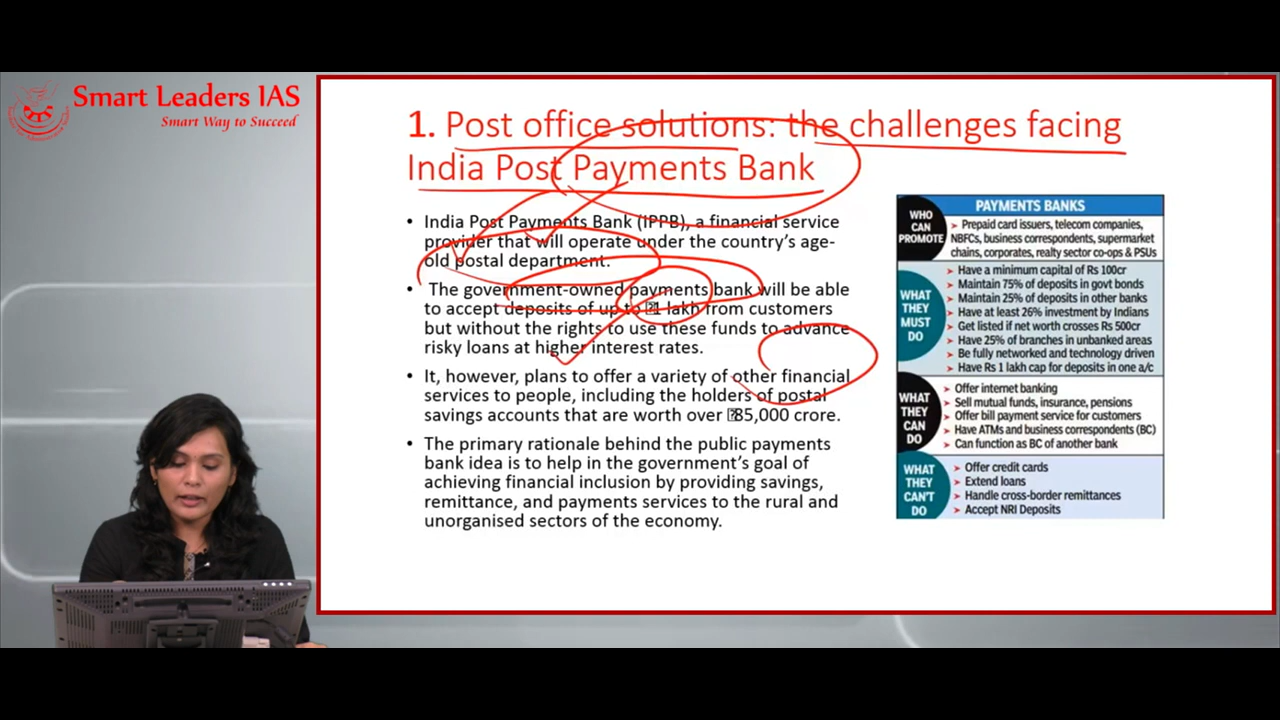 Smart Leaders IAS
Smart Way to Succeed
1. Post office solutions: the challenges facing
India Post Payments Bank
• India Post Payments Bank (IPPB), a financial service
provider that will operate under the country's age-
old postal department.
• The government-owned payments bank will be able
to accept deposits of up to 1 lakh from customers
but without the rights to use these funds to advance
risky loans at higher interest rates.
• It, however, plans to offer a variety of other financial
services to people, including the holders of postal
savings accounts that are worth over 85,000 crore.
• The primary rationale behind the public payments
bank idea is to help in the government's goal of
achieving financial inclusion by providing savings,
remittance, and payments services to the rural and
unorganised sectors of the economy.
PAYMENTS BANKS
WHO
CAN
PROMOTE
➤ Prepaid card issuers, telecom companies,
NBFCs, business correspondents, supermarket
chains, corporates, realty sector co-ops & PSUs
WHAT
THEY
MUST
DO
➤ Have a minimum capital of Rs 100cr
➤ Maintain 75% of deposits in govt bonds
➤ Maintain 25% of deposits in other banks
➤ Have at least 26% investment by Indians
➤ Get listed if net worth crosses Rs 500cr
➤ Have 25% of branches in unbanked areas
➤ Be fully networked and technology driven
➤ Have Rs 1 lakh cap for deposits in one a/c
WHAT
THEY
CAN
DO
➤ Offer internet banking
➤ Sell mutual funds, insurance, pensions
➤ Offer bill payment service for customers
➤ Have ATMs and business correspondents (BC)
➤ Can function as BC of another bank
WHAT
THEY
CAN'T
DO
➤ Offer credit cards
➤ Extend loans
➤ Handle cross-border remittances
➤ Accept NRI Deposits